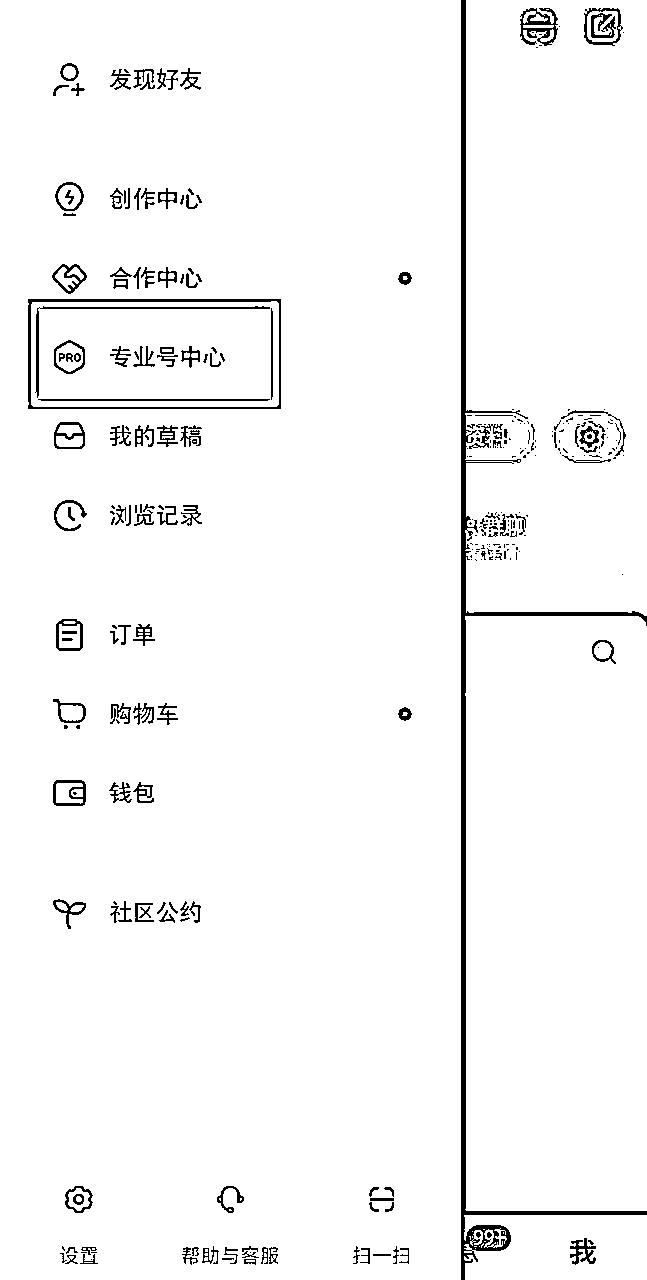 发现好友
创作中心
合作中心
PRO 专业号中心
我的草稿
浏览记录
订单
购物车
钱包
社区公约
设置
帮助与客服
扫一扫
群聊
99+
我